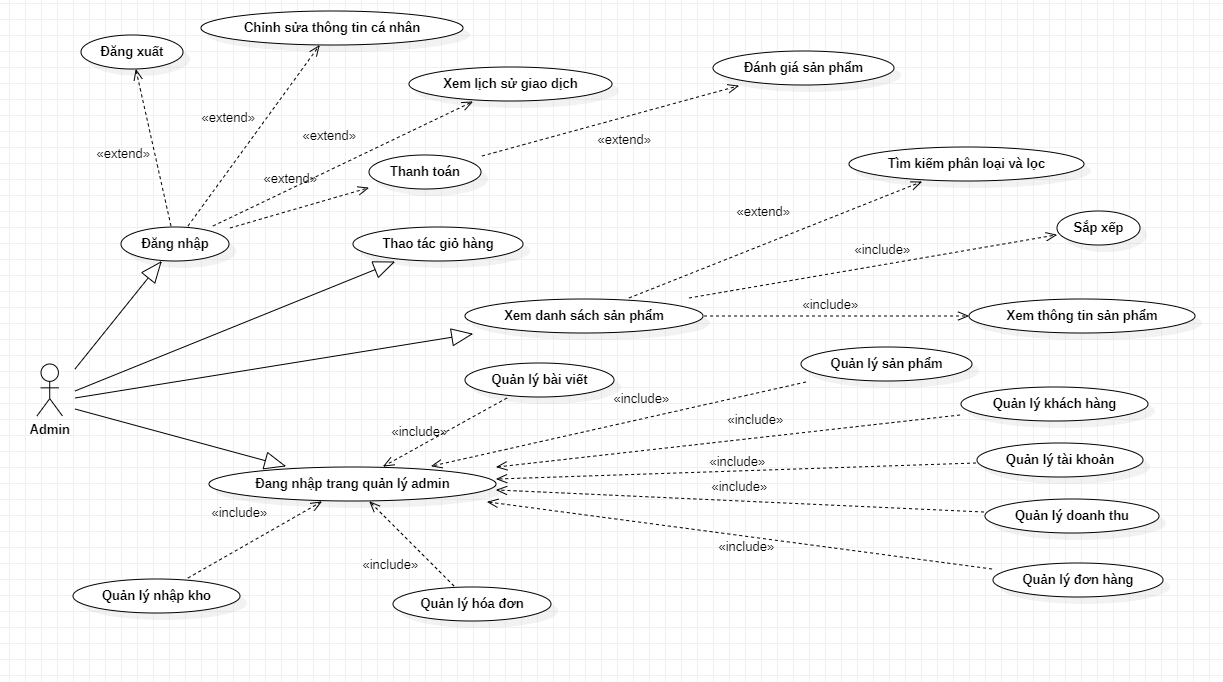 Chỉnh sửa thông tin cá nhân
Đăng xuất
Đánh giá sản phẩm
Xem lịch sử giao dịch
«extend»
«extend»
«extend»
«extend»
Tìm kiếm phân loại và lọc
«extend»
Thanh toán
«extend»
Sắp xếp
Đăng nhập
Thao tác giỏ hàng
«include»
«include»
Xem danh sách sản phẩm
Xem thông tin sản phẩm
Quản lý sản phẩm
Quản lý bài viết
«include»
Quản lý khách hàng
«include»
Admin
«include»
Quản lý tài khoản
«include»
Đang nhập trang quản lý admin
«include»
«include»
Quản lý doanh thu
«include»
«include»
Quản lý đơn hàng
Quản lý nhập kho
Quản lý hóa đơn